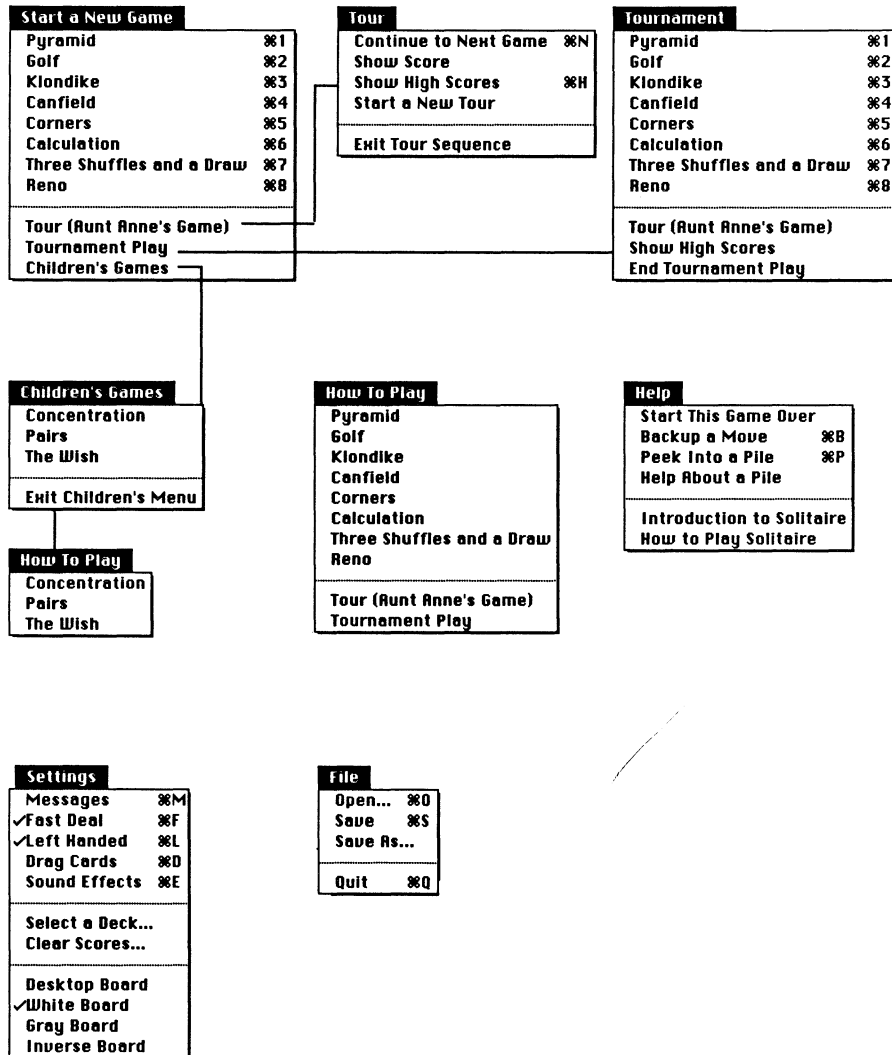 Start a New Game
Pyramid ⌘1
Golf ⌘2
Klondike ⌘3
Canfield ⌘4
Corners ⌘5
Calculation ⌘6
Three Shuffles and a Draw ⌘7
Reno ⌘8
Tour (Aunt Anne's Game)
Tournament Play
Children's Games
Tour
Continue to Next Game ⌘N
Show Score
Show High Scores ⌘H
Start a New Tour
Exit Tour Sequence
Tournament
Pyramid ⌘1
Golf ⌘2
Klondike ⌘3
Canfield ⌘4
Corners ⌘5
Calculation ⌘6
Three Shuffles and a Draw ⌘7
Reno ⌘8
Tour (Aunt Anne's Game)
Show High Scores
End Tournament Play
Children's Games
Concentration
Pairs
The Wish
Exit Children's Menu
How To Play
Concentration
Pairs
The Wish
How To Play
Pyramid
Golf
Klondike
Canfield
Corners
Calculation
Three Shuffles and a Draw
Reno
Tour (Aunt Anne's Game)
Tournament Play
Help
Start This Game Over
Backup a Move ⌘B
Peek Into a Pile ⌘P
Help About a Pile
Introduction to Solitaire
How to Play Solitaire
Settings
Messages ⌘M
✓Fast Deal ⌘F
✓Left Handed ⌘L
Drag Cards ⌘D
Sound Effects ⌘E
Select a Deck...
Clear Scores...
Desktop Board
✓White Board
Gray Board
Inverse Board
File
Open... ⌘O
Save ⌘S
Save As...
Quit ⌘Q